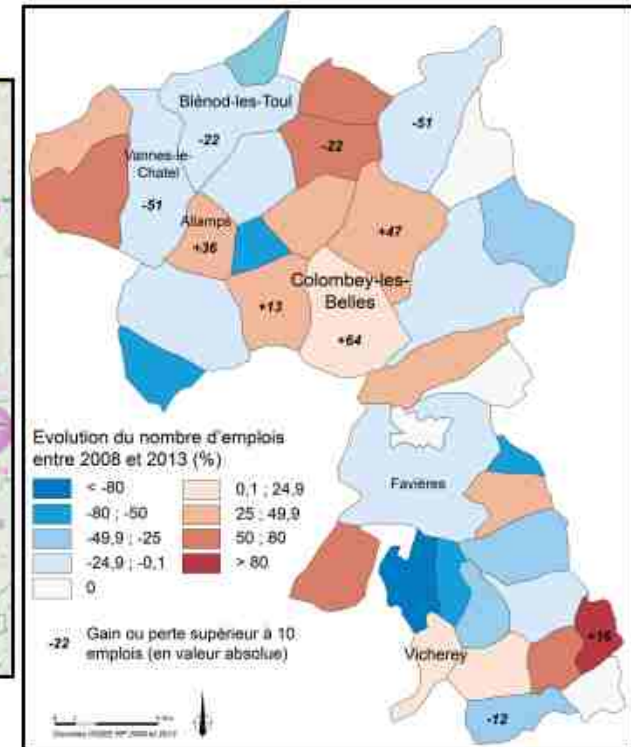 Blénod-les-Toul
-22
-22
-51
Vannes-le-
Chatel
-51
Allamps
+36
+47
Colombey-les-
Belles
+13
+64
Evolution du nombre d'emplois
entre 2008 et 2013 (%)
< -80
-80 ; -50
-49,9 ; -25
-24,9 ; -0,1
0
0,1 ; 24,9
25 ; 49,9
50 ; 80
> 80
-22 Gain ou perte supérieur à 10
emplois (en valeur absolue)
Favières
Vicherey
+16
-12